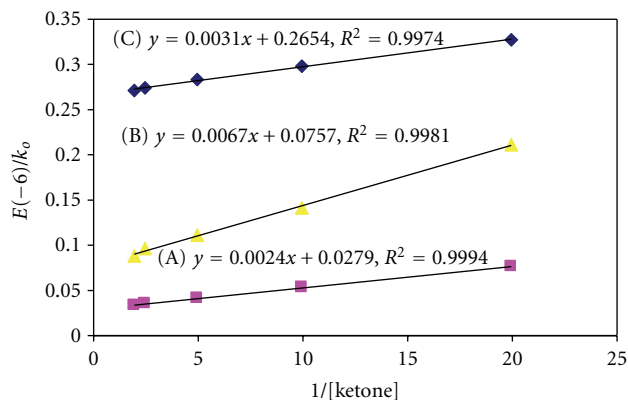 0.35
(C) y = 0.0031x + 0.2654, R² = 0.9974
0.3
0.25
(B) y = 0.0067x + 0.0757, R² = 0.9981
0.2
E(−6)/kₒ
0.15
0.1
(A) y = 0.0024x + 0.0279, R² = 0.9994
0.05
0
0 5 10 15 20 25
1/[ketone]